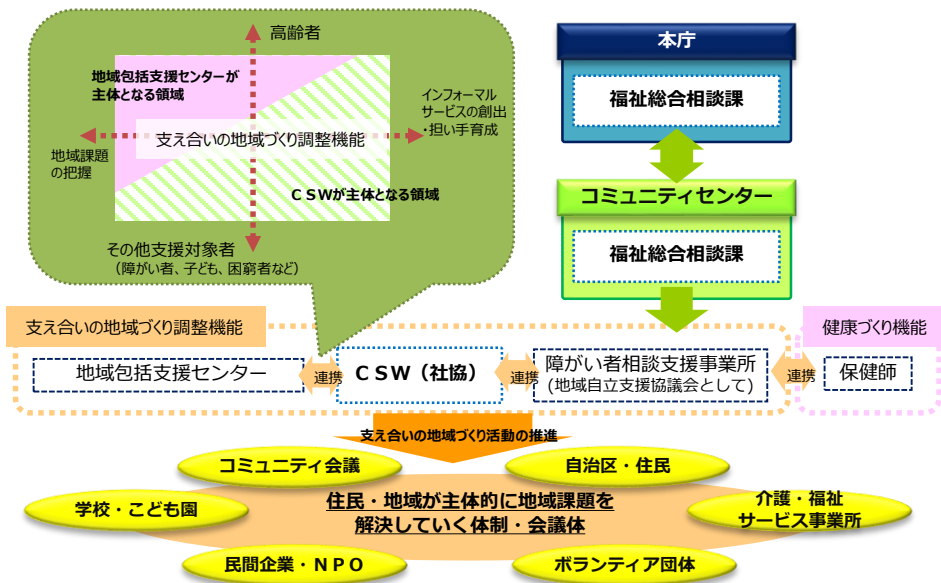 高齢者
地域包括支援センターが
主体となる領域
インフォーマル
サービスの創出
・担い手育成
支え合いの地域づくり調整機能
地域課題
の把握
ＣＳＷが主体となる領域
その他支援対象者
（障がい者、子ども、困窮者など）
本庁
福祉総合相談課
コミュニティセンター
福祉総合相談課
支え合いの地域づくり調整機能
健康づくり機能
地域包括支援センター
連携
ＣＳＷ（社協）
連携
障がい者相談支援事業所
(地域自立支援協議会として)
連携
保健師
支え合いの地域づくり活動の推進
コミュニティ会議
自治区・住民
学校・こども園
住民・地域が主体的に地域課題を
解決していく体制・会議体
介護・福祉
サービス事業所
民間企業・ＮＰＯ
ボランティア団体